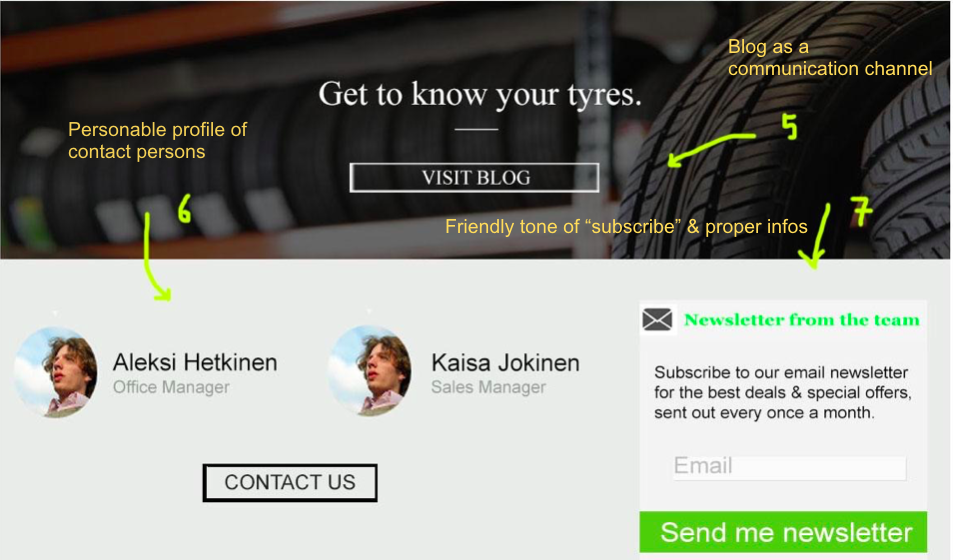 Blog as a
communication channel
Get to know your tyres.
Personable profile of
contact persons
5
VISIT BLOG
6
7
Friendly tone of “subscribe” & proper infos
Newsletter from the team
Aleksi Hetkinen
Office Manager
Kaisa Jokinen
Sales Manager
Subscribe to our email newsletter
for the best deals & special offers,
sent out every once a month.
Email
CONTACT US
Send me newsletter